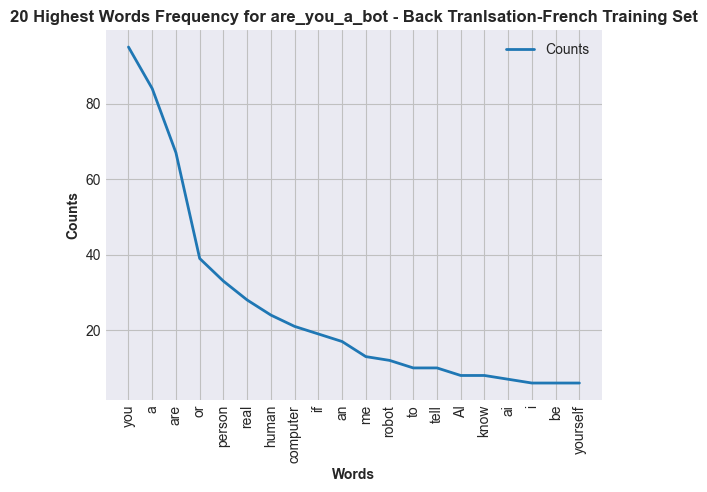 20 Highest Words Frequency for are_you_a_bot - Back Tranlsation-French Training Set
Counts
Counts
80
60
40
20
you
a
are
or
person
real
human
computer
if
an
me
robot
to
tell
AI
know
ai
i
be
yourself
Words